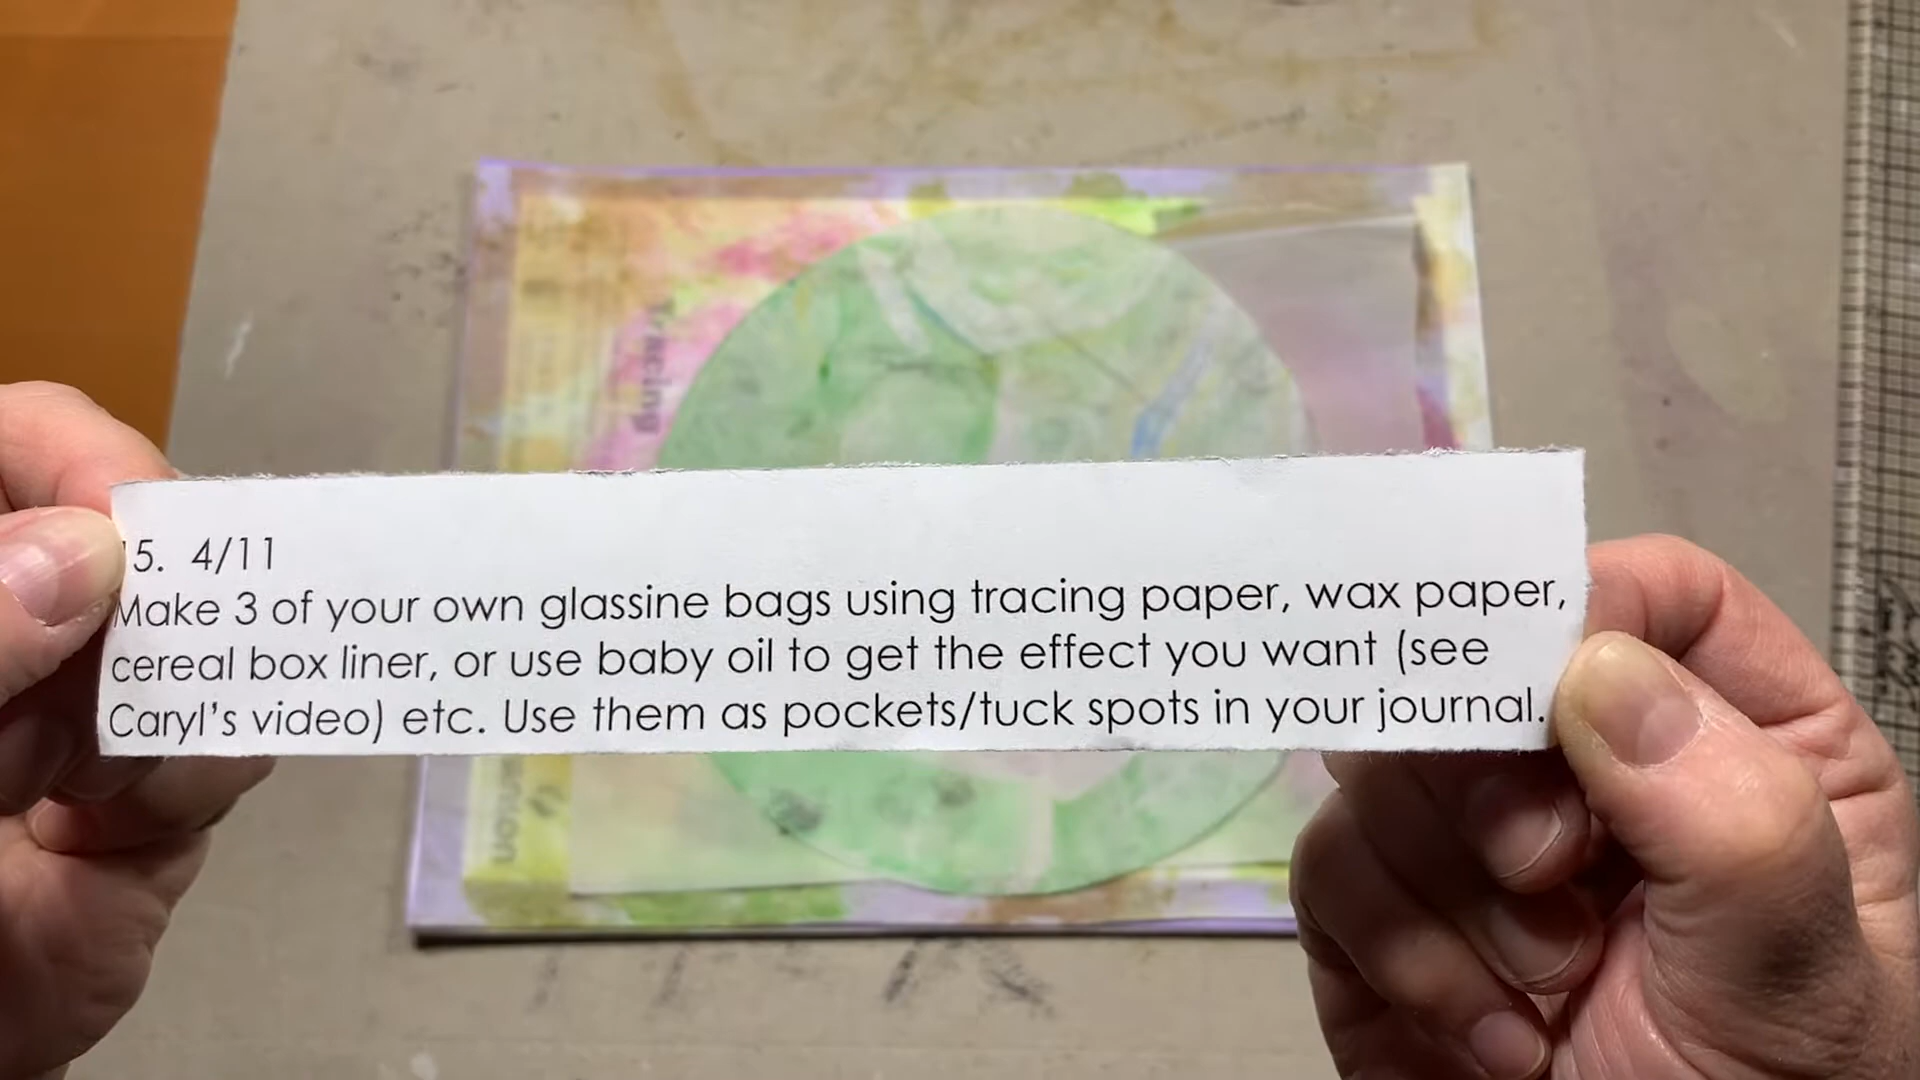 Tracing
15. 4/11
Make 3 of your own glassine bags using tracing paper, wax paper,
cereal box liner, or use baby oil to get the effect you want (see
Caryl's video) etc. Use them as pockets/tuck spots in your journal.